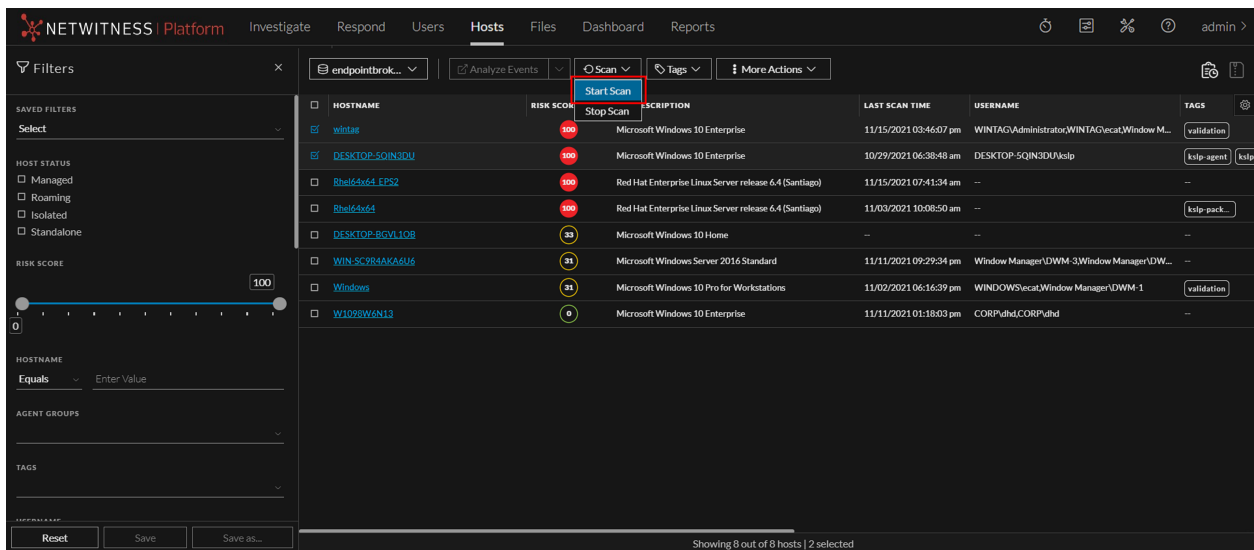 NETWITNESS Platform Investigate Respond Users Hosts Files Dashboard Reports admin >
Filters × endpointbrok... Analyze Events Scan Tags More Actions
Start Scan
Stop Scan
SAVED FILTERS
Select
HOST STATUS
Managed
Roaming
Isolated
Standalone
RISK SCORE
100
0
HOSTNAME
Equals Enter Value
AGENT GROUPS
TAGS
Reset Save Save as...
HOSTNAME RISK SCOR ESCRIPTION LAST SCAN TIME USERNAME TAGS
wintag 100 Microsoft Windows 10 Enterprise 11/15/2021 03:46:07 pm WINTAG\Administrator,WINTAG\ecat,Window M... validation
DESKTOP-5QIN3DU 100 Microsoft Windows 10 Enterprise 10/29/2021 06:38:48 am DESKTOP-5QIN3DU\kslp kslp-agent kslp
Rhel64x64_EPS2 100 Red Hat Enterprise Linux Server release 6.4 (Santiago) 11/15/2021 07:41:34 am -- --
Rhel64x64 100 Red Hat Enterprise Linux Server release 6.4 (Santiago) 11/03/2021 10:08:50 am -- kslp-pack...
DESKTOP-BGVL1OB 33 Microsoft Windows 10 Home -- -- --
WIN-SC9R4AKA6U6 31 Microsoft Windows Server 2016 Standard 11/11/2021 09:29:34 pm Window Manager\DWM-3,Window Manager\DW... --
Windows 31 Microsoft Windows 10 Pro for Workstations 11/02/2021 06:16:39 pm WINDOWS\ecat,Window Manager\DWM-1 validation
W1098W6N13 0 Microsoft Windows 10 Enterprise 11/11/2021 01:18:03 pm CORP\dhd,CORP\dhd --
Showing 8 out of 8 hosts | 2 selected